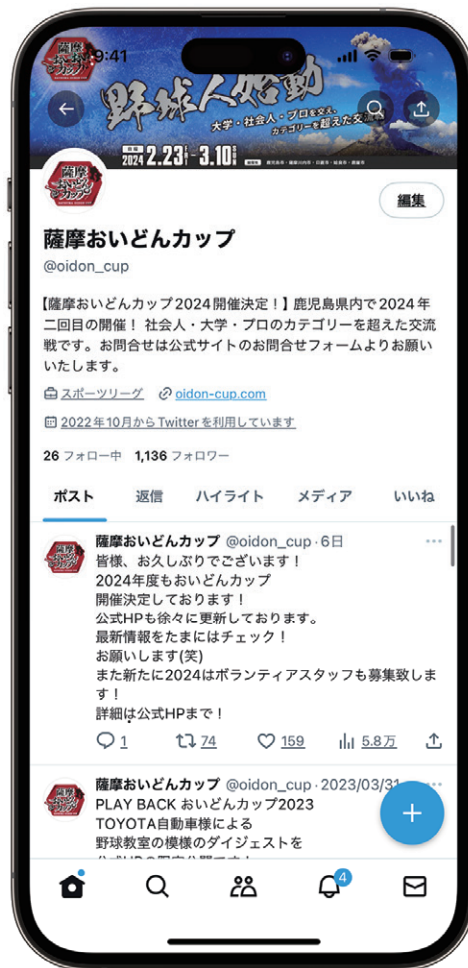 薩摩
おいどん
カップ
9:41
野球人始動
大学・社会人・プロを交え、
カテゴリーを超えた交流戦
2024 2.23 - 3.10
薩摩
おいどん
カップ
編集
薩摩おいどんカップ
@oidon_cup
【薩摩おいどんカップ2024開催決定！】鹿児島県内で2024年
二回目の開催！ 社会人・大学・プロのカテゴリーを超えた交流
戦です。お問合せは公式サイトのお問合せフォームよりお願い
いたします。
スポーツリーグ oidon-cup.com
2022年10月からTwitterを利用しています
26 フォロー中 1,136 フォロワー
ポスト 返信 ハイライト メディア いいね
薩摩おいどんカップ @oidon_cup · 6日
皆様、お久しぶりでございます！
2024年度もおいどんカップ
開催決定しております！
公式HPも徐々に更新しております。
最新情報をたまにはチェック！
お願いします(笑)
また新たに2024はボランティアスタッフも募集致しま
す！
詳細は公式HPまで！
1 74 159 5.8万
薩摩おいどんカップ @oidon_cup · 2023/03/31
PLAY BACK おいどんカップ2023
TOYOTA自動車様による
野球教室の模様のダイジェストを
4